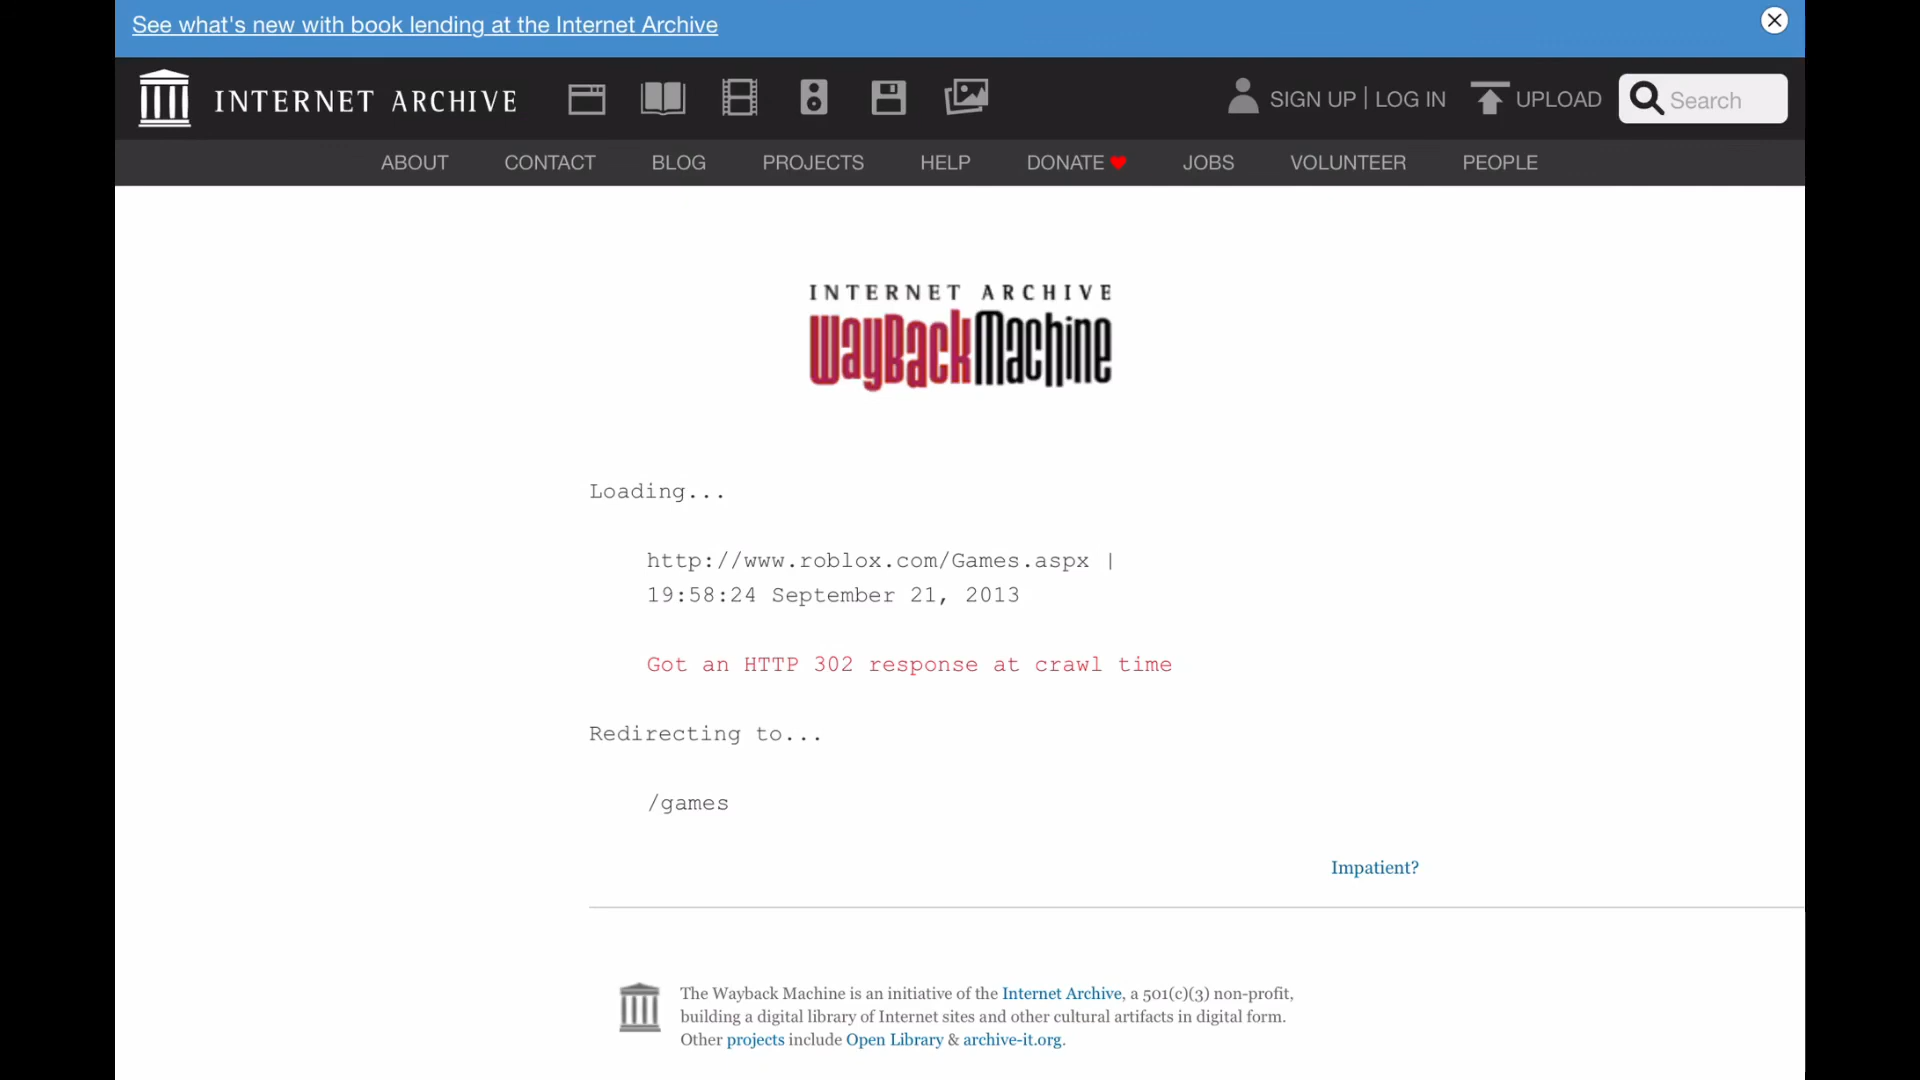 See what's new with book lending at the Internet Archive
INTERNET ARCHIVE
SIGN UP | LOG IN
UPLOAD
Search
ABOUT
CONTACT
BLOG
PROJECTS
HELP
DONATE
JOBS
VOLUNTEER
PEOPLE
INTERNET ARCHIVE
WayBackMachine
Loading...
http://www.roblox.com/Games.aspx |
19:58:24 September 21, 2013
Got an HTTP 302 response at crawl time
Redirecting to...
/games
Impatient?
The Wayback Machine is an initiative of the Internet Archive, a 501(c)(3) non-profit,
building a digital library of Internet sites and other cultural artifacts in digital form.
Other projects include Open Library & archive-it.org.